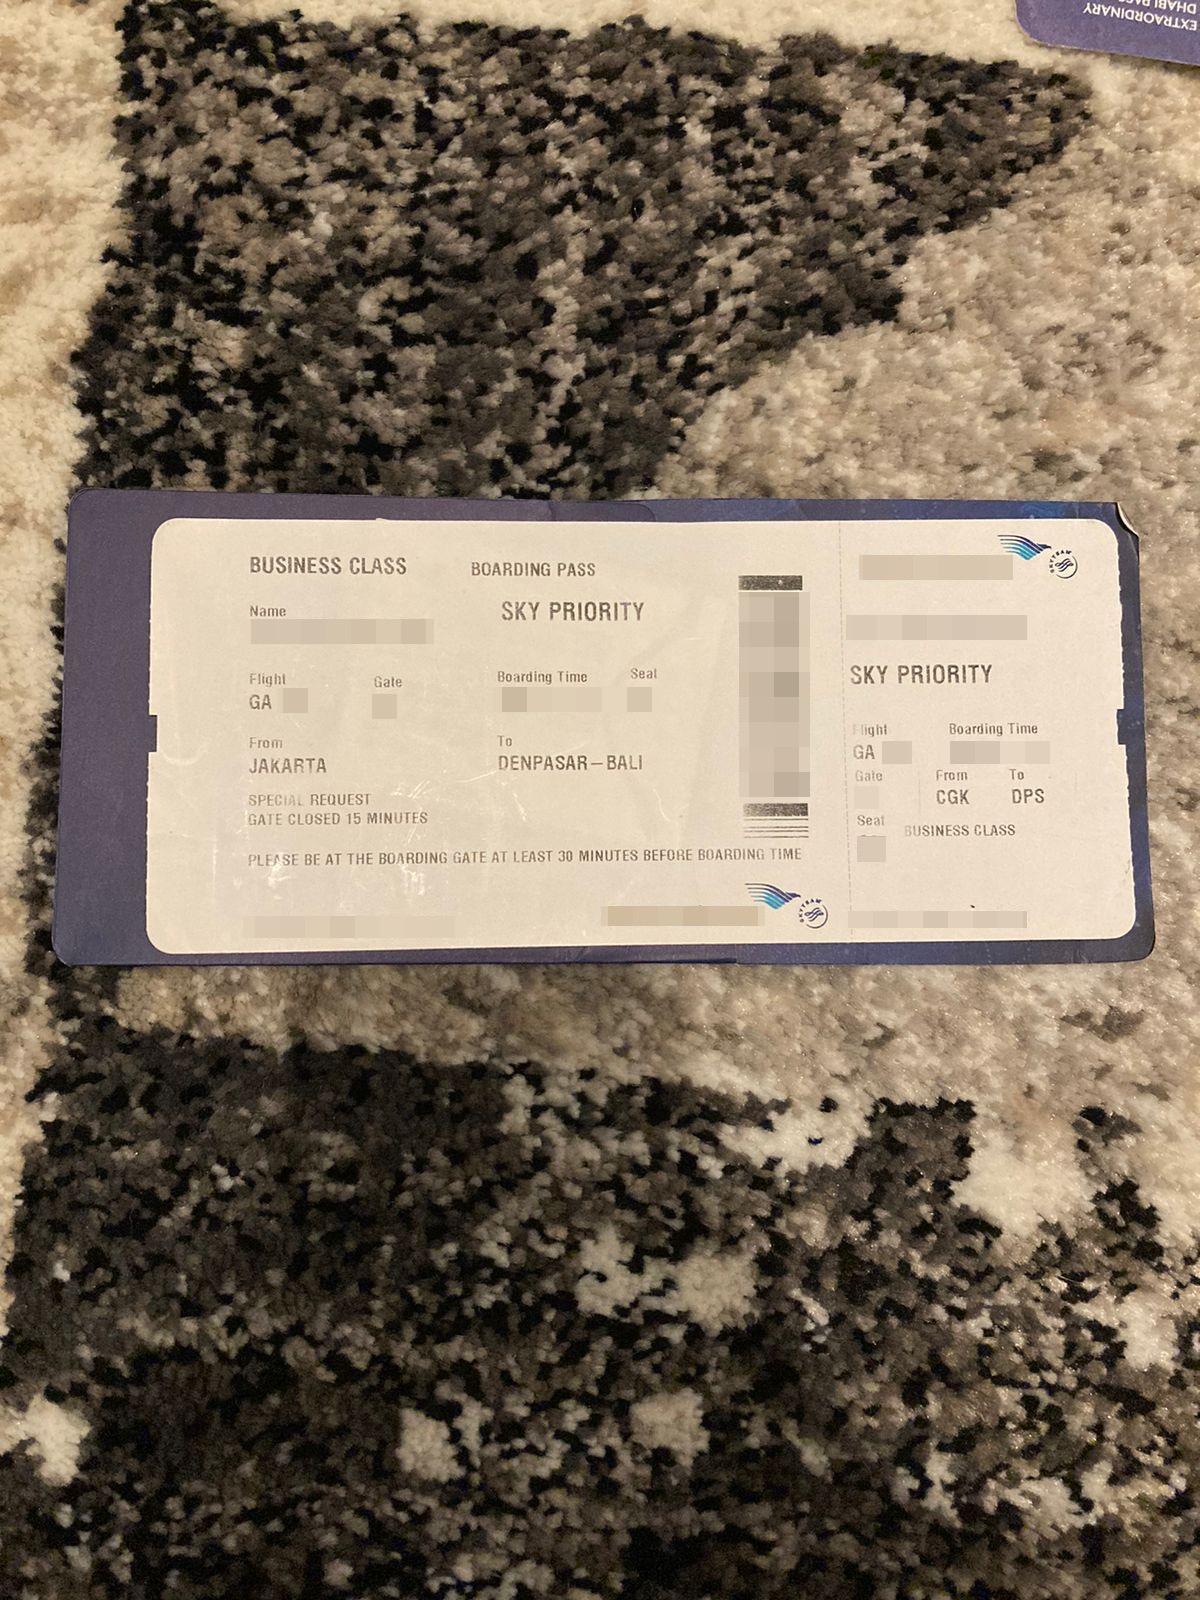 EXTRAORDINARY
BUSINESS CLASS
BOARDING PASS
Name
SKY PRIORITY
Flight
GA
Gate
Boarding Time
Seat
From
JAKARTA
To
DENPASAR-BALI
SPECIAL REQUEST
GATE CLOSED 15 MINUTES
PLEASE BE AT THE BOARDING GATE AT LEAST 30 MINUTES BEFORE BOARDING TIME
SKYTEAM
SKYTEAM
SKY PRIORITY
Flight
Boarding Time
GA
Gate
From
To
CGK
DPS
Seat
BUSINESS CLASS